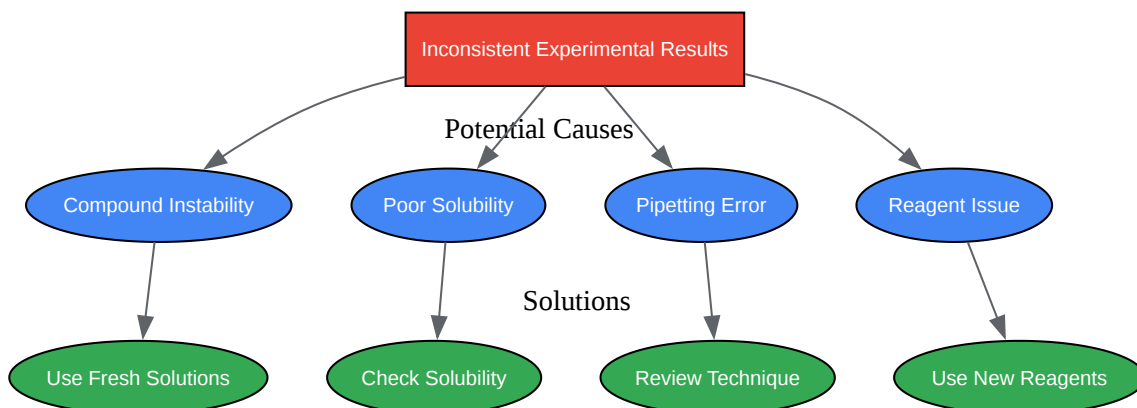 Inconsistent Experimental Results
Potential Causes
Compound Instability
Poor Solubility
Pipetting Error
Reagent Issue
Solutions
Use Fresh Solutions
Check Solubility
Review Technique
Use New Reagents